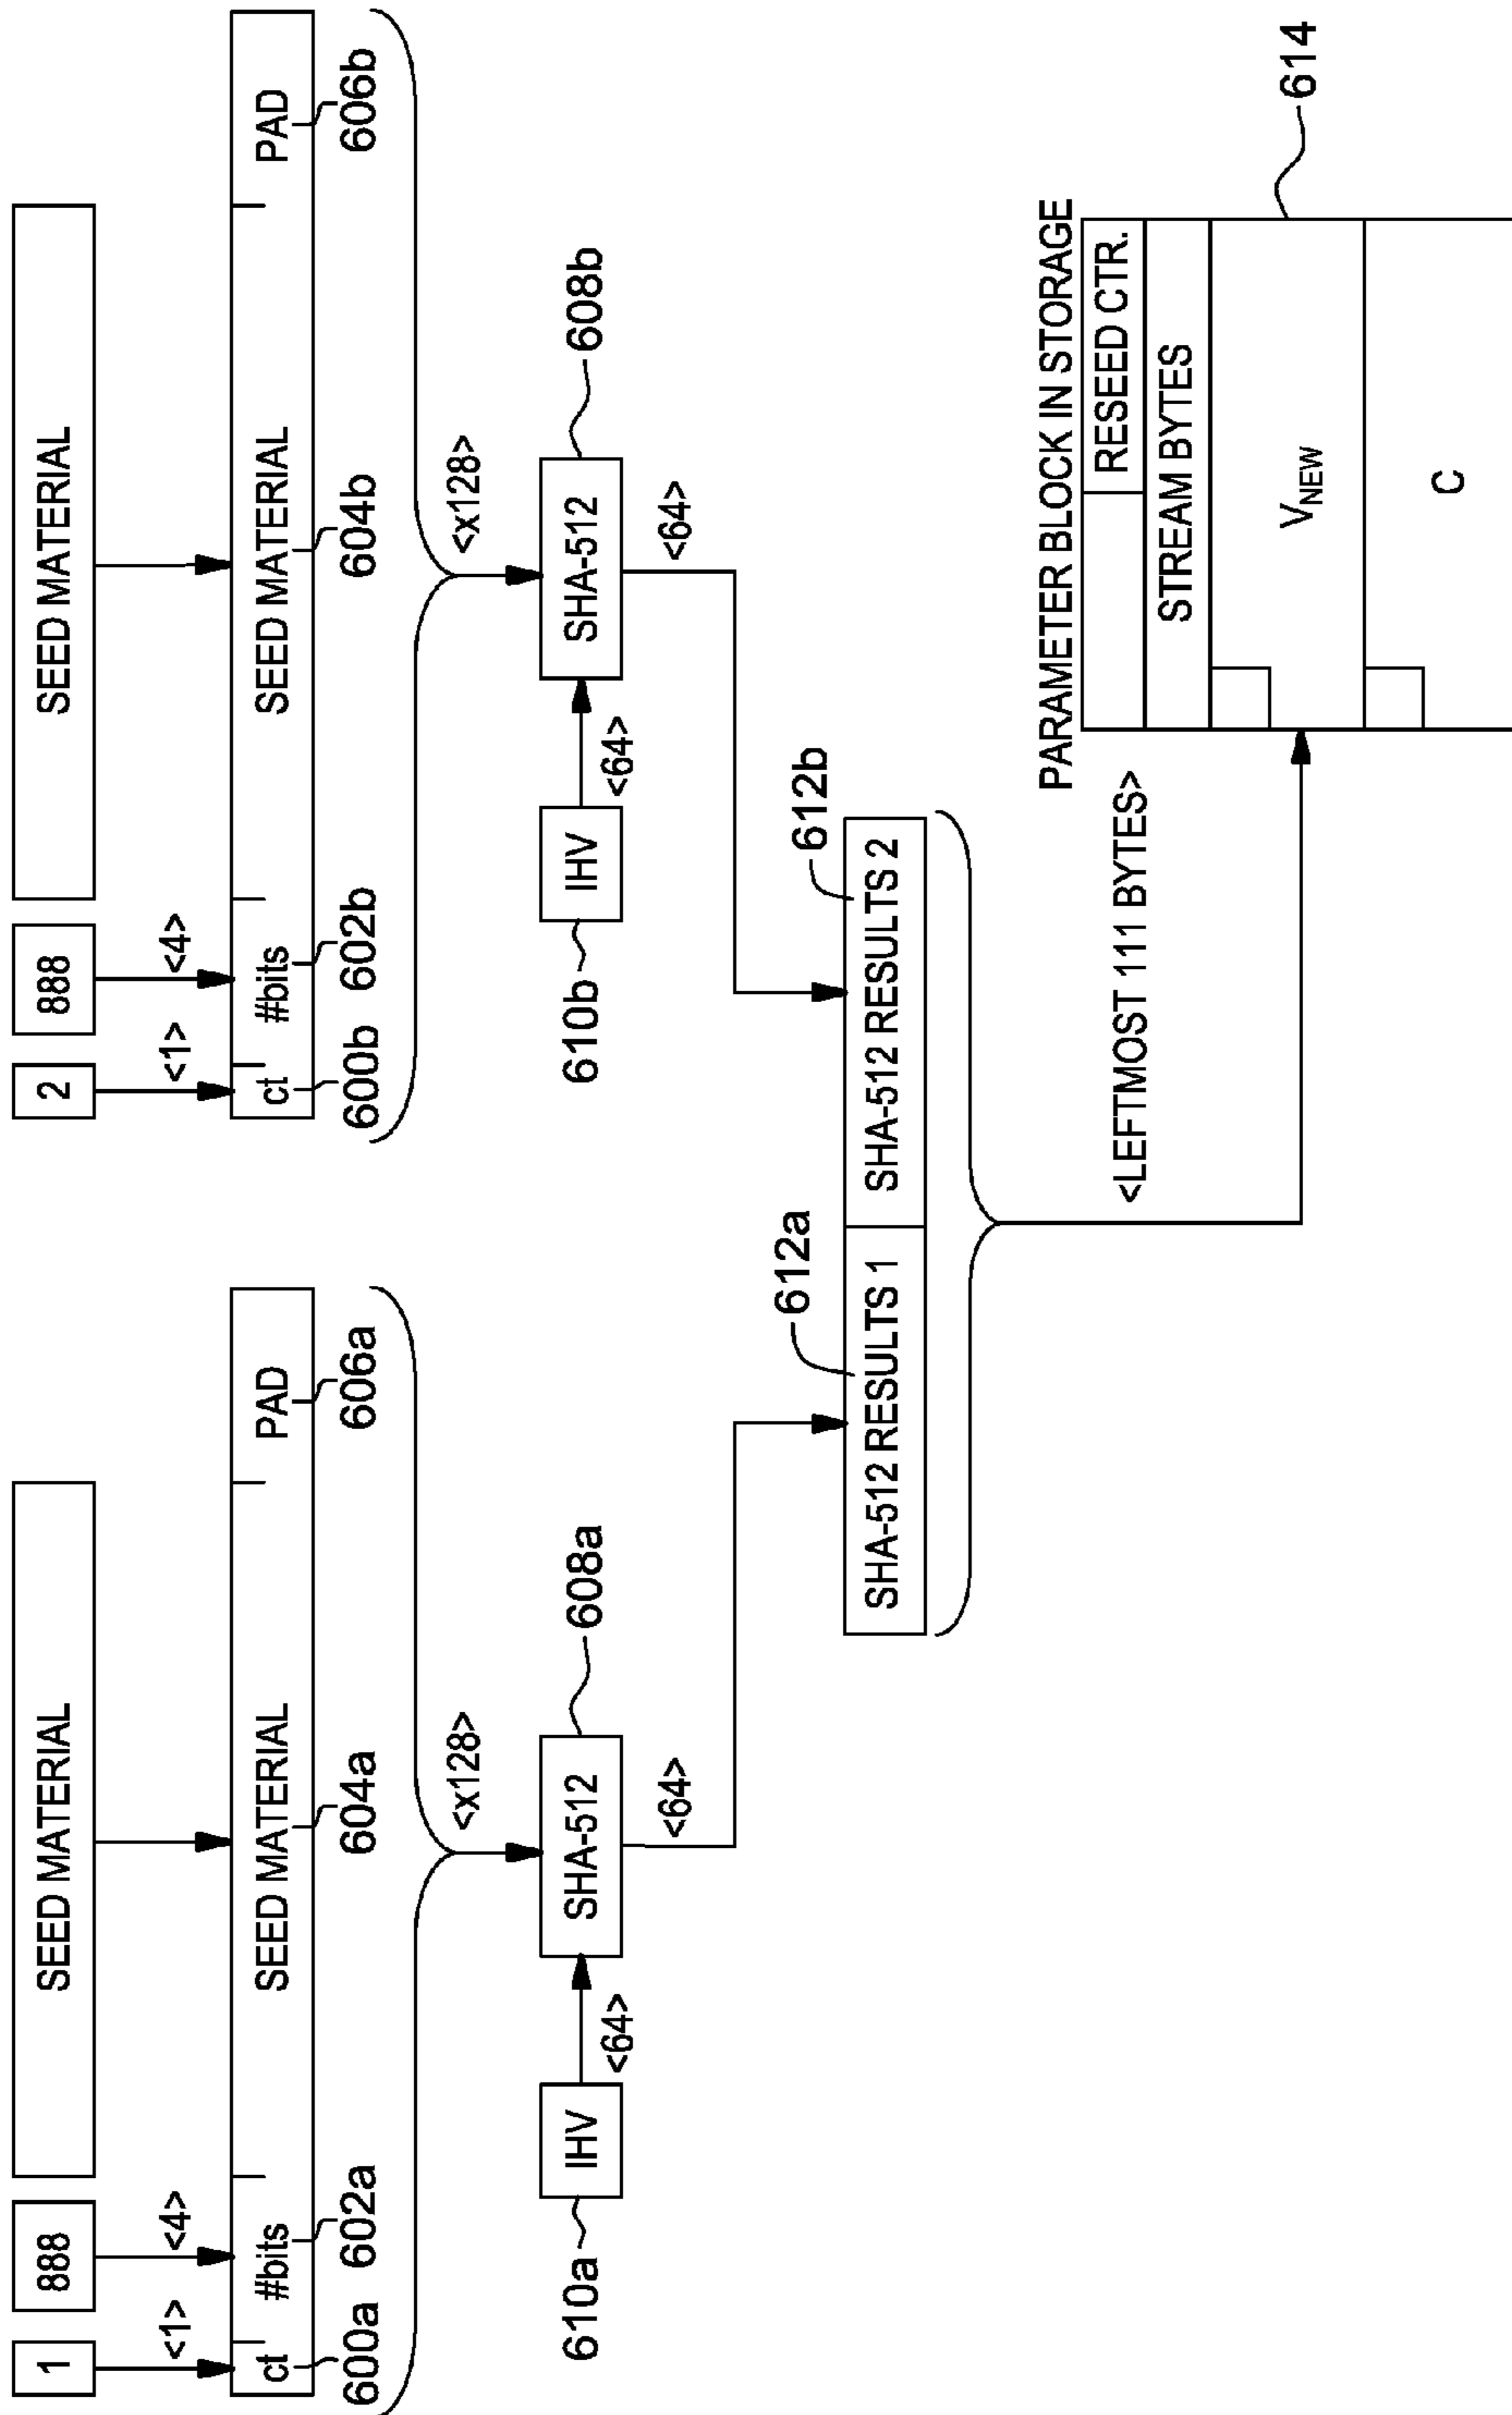 1
888
SEED MATERIAL
2
888
SEED MATERIAL
<1>
<4>
<1>
<4>
ct
#bits
SEED MATERIAL
PAD
ct
#bits
SEED MATERIAL
PAD
600a
602a
604a
606a
600b
602b
604b
606b
<x128>
<x128>
IHV
SHA-512
608a
IHV
SHA-512
608b
610a
<64>
610b
<64>
<64>
<64>
612a
612b
SHA-512 RESULTS 1
SHA-512 RESULTS 2
PARAMETER BLOCK IN STORAGE
RESEED CTR.
STREAM BYTES
<LEFTMOST 111 BYTES>
VNEW
614
C